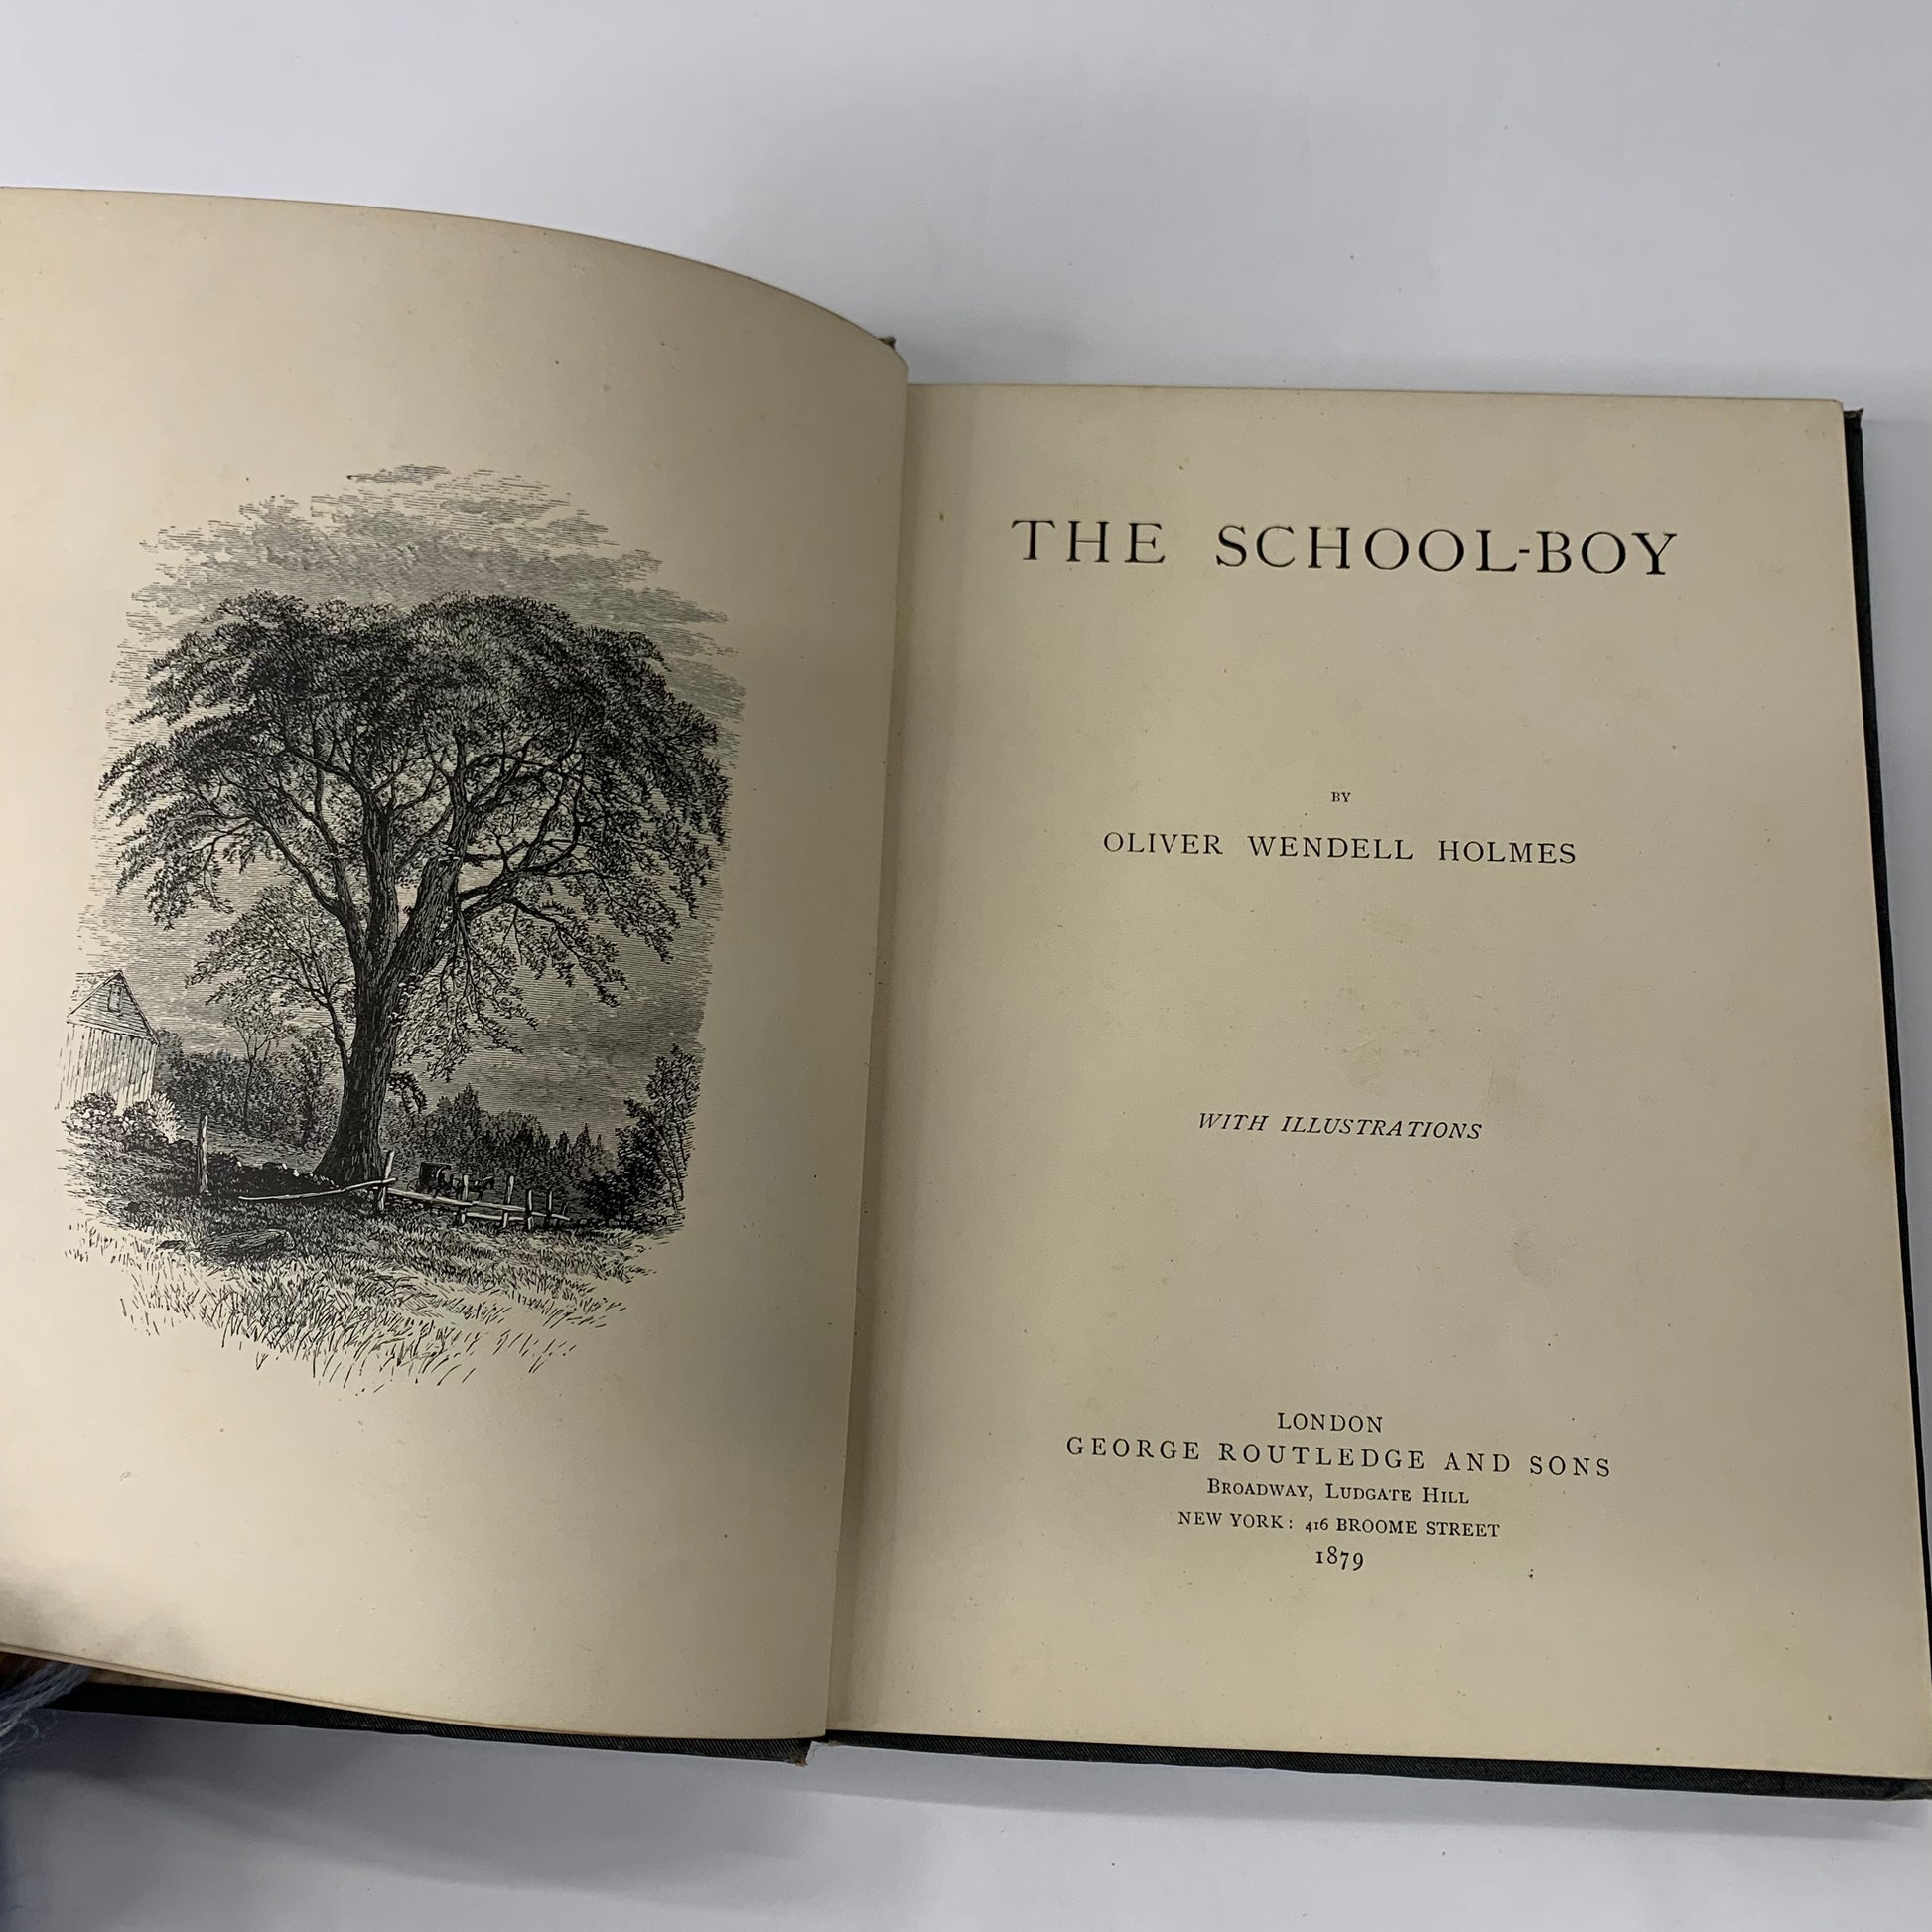 THE SCHOOL-BOY
BY
OLIVER WENDELL HOLMES
WITH ILLUSTRATIONS
LONDON
GEORGE ROUTLEDGE AND SONS
BROADWAY, LUDGATE HILL
NEW YORK: 416 BROOME STREET
1879